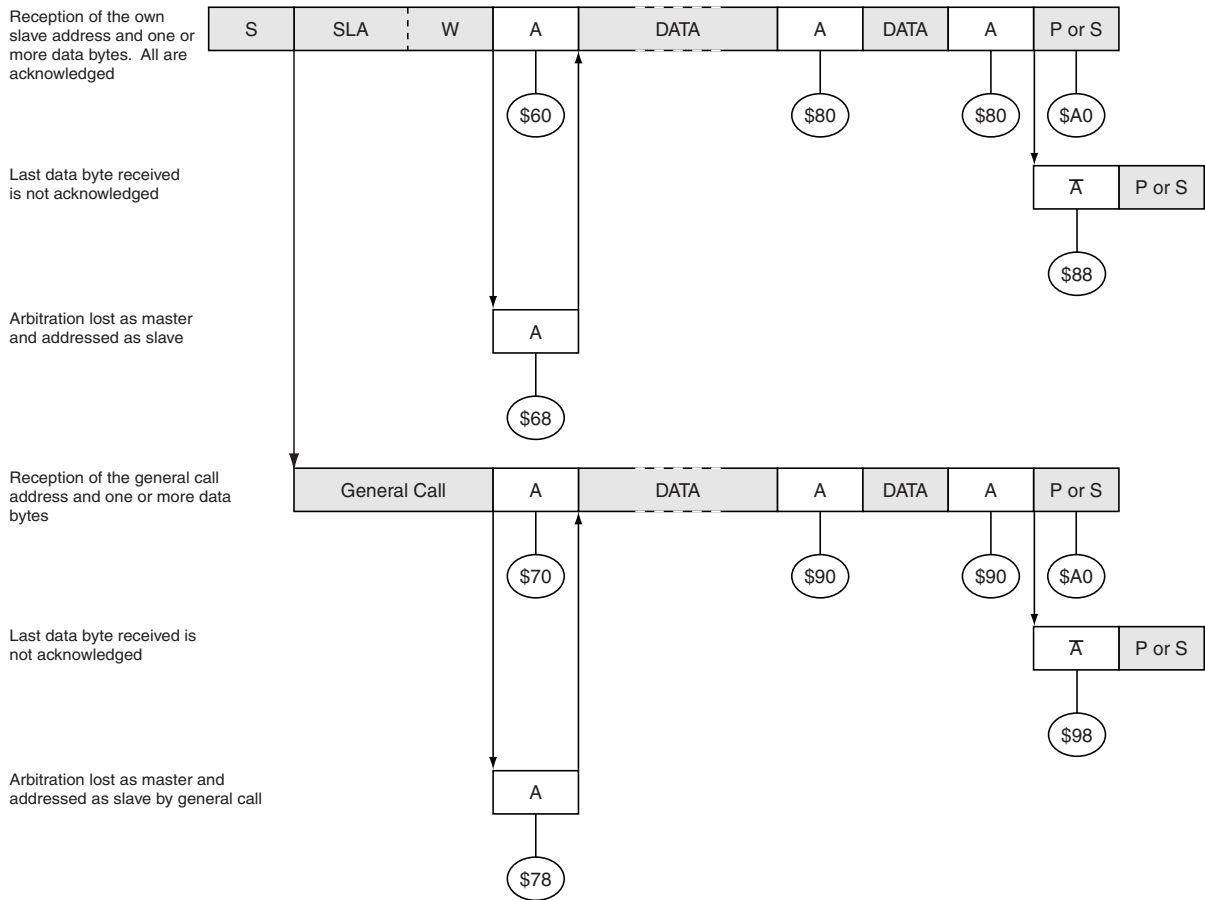 Reception of the own
slave address and one or
more data bytes. All are
acknowledged
S SLA W A DATA A DATA A P or S
$60 $80 $80 $A0
Last data byte received
is not acknowledged
A̅ P or S
$88
Arbitration lost as master
and addressed as slave
A
$68
Reception of the general call
address and one or more data
bytes
General Call A DATA A DATA A P or S
$70 $90 $90 $A0
Last data byte received is
not acknowledged
A̅ P or S
$98
Arbitration lost as master and
addressed as slave by general call
A
$78